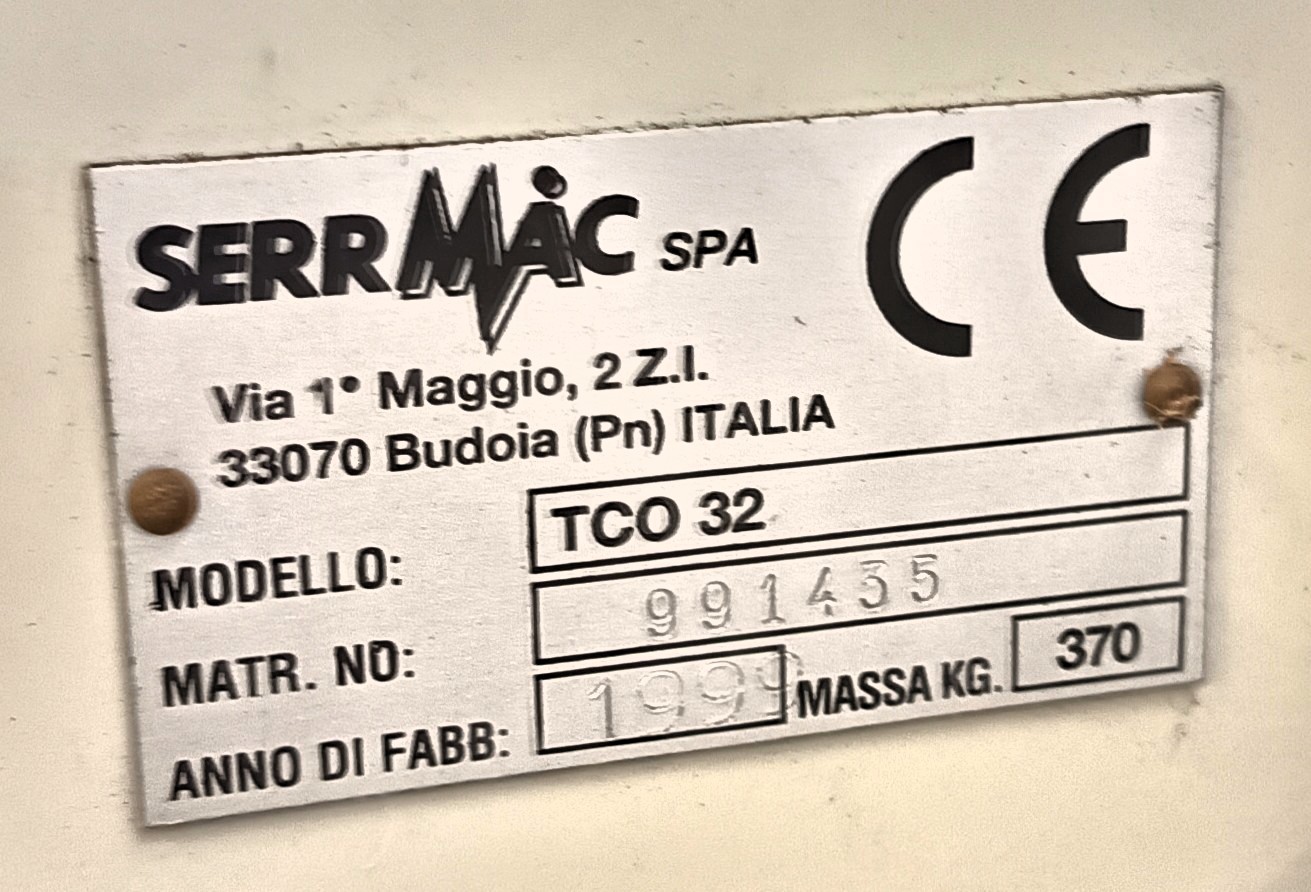 SERRMAC SPA CE
Via 1° Maggio, 2 Z.I.
33070 Budoia (Pn) ITALIA
MODELLO: TCO 32
MATR. NO: 991435
ANNO DI FABB: 1999 MASSA KG. 370